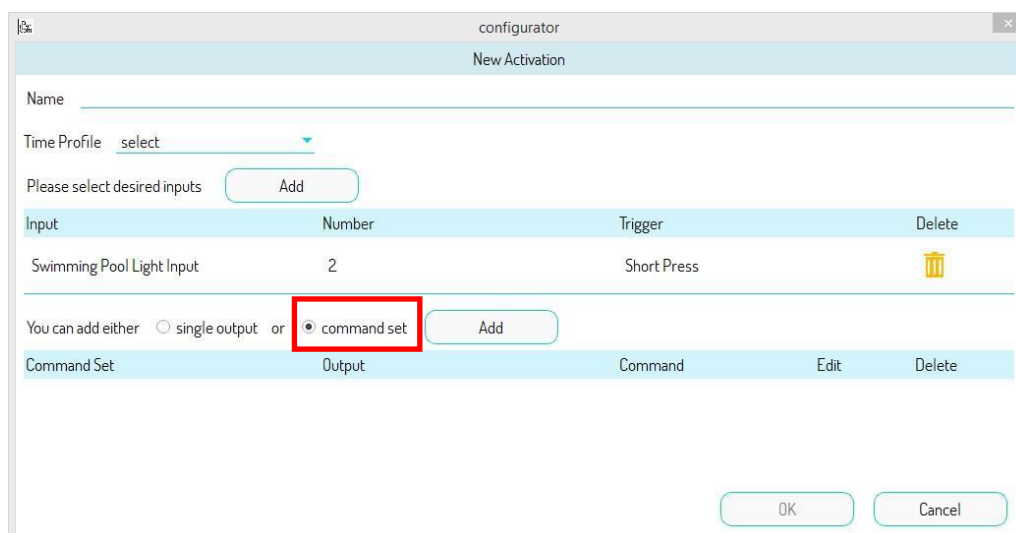 configurator
New Activation
Name
Time Profile select
Please select desired inputs Add
Input Number Trigger Delete
Swimming Pool Light Input 2 Short Press
You can add either single output or command set Add
Command Set Output Command Edit Delete
OK Cancel